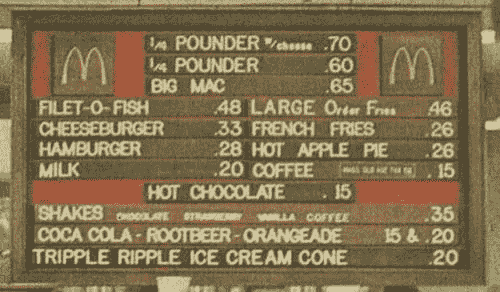 1/4 POUNDER W/cheese .70
1/4 POUNDER .60
BIG MAC .65
FILET-O-FISH .48 LARGE Order Fries .46
CHEESEBURGER .33 FRENCH FRIES .26
HAMBURGER .28 HOT APPLE PIE .26
MILK .20 COFFEE .15
HOT CHOCOLATE .15
SHAKES CHOCOLATE STRAWBERRY VANILLA COFFEE .35
COCA COLA - ROOTBEER - ORANGEADE 15 & .20
TRIPPLE RIPPLE ICE CREAM CONE .20